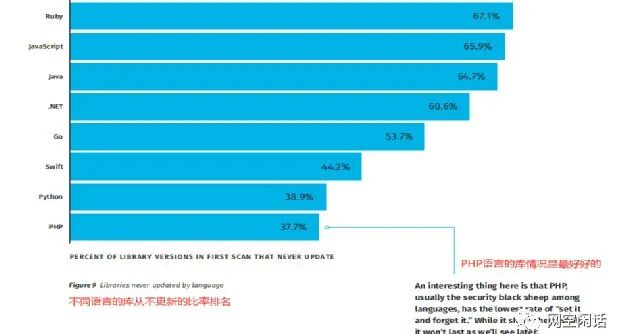 Ruby 67.1%
JavaScript 65.9%
Java 64.7%
.NET 60.6%
Go 53.7%
Swift 44.2%
Python 38.9%
PHP 37.7%
PERCENT OF LIBRARY VERSIONS IN FIRST SCAN THAT NEVER UPDATE
PHP语言的库情况是最好好的
Figure 9 Libraries never updated by language
不同语言的库从不更新的比率排名
An interesting thing here is that PHP,
usually the security black sheep among
languages, has the lowest rate of "set it
and forget it." While it
it won't last as we'll see later.
网空闲话